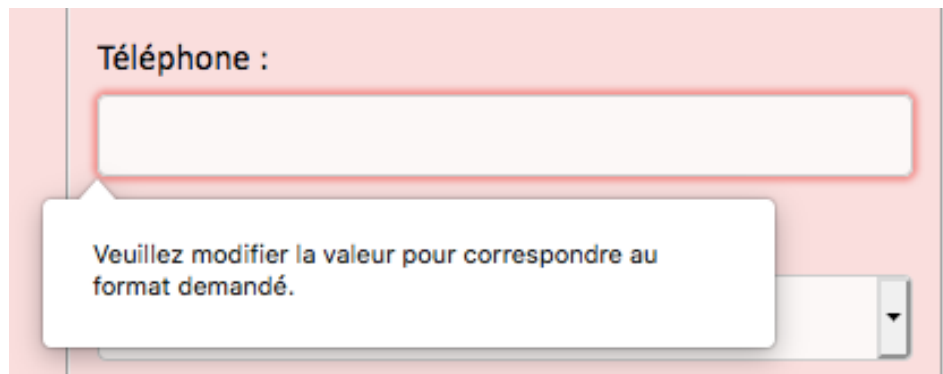 Téléphone :
Veuillez modifier la valeur pour correspondre au
format demandé.